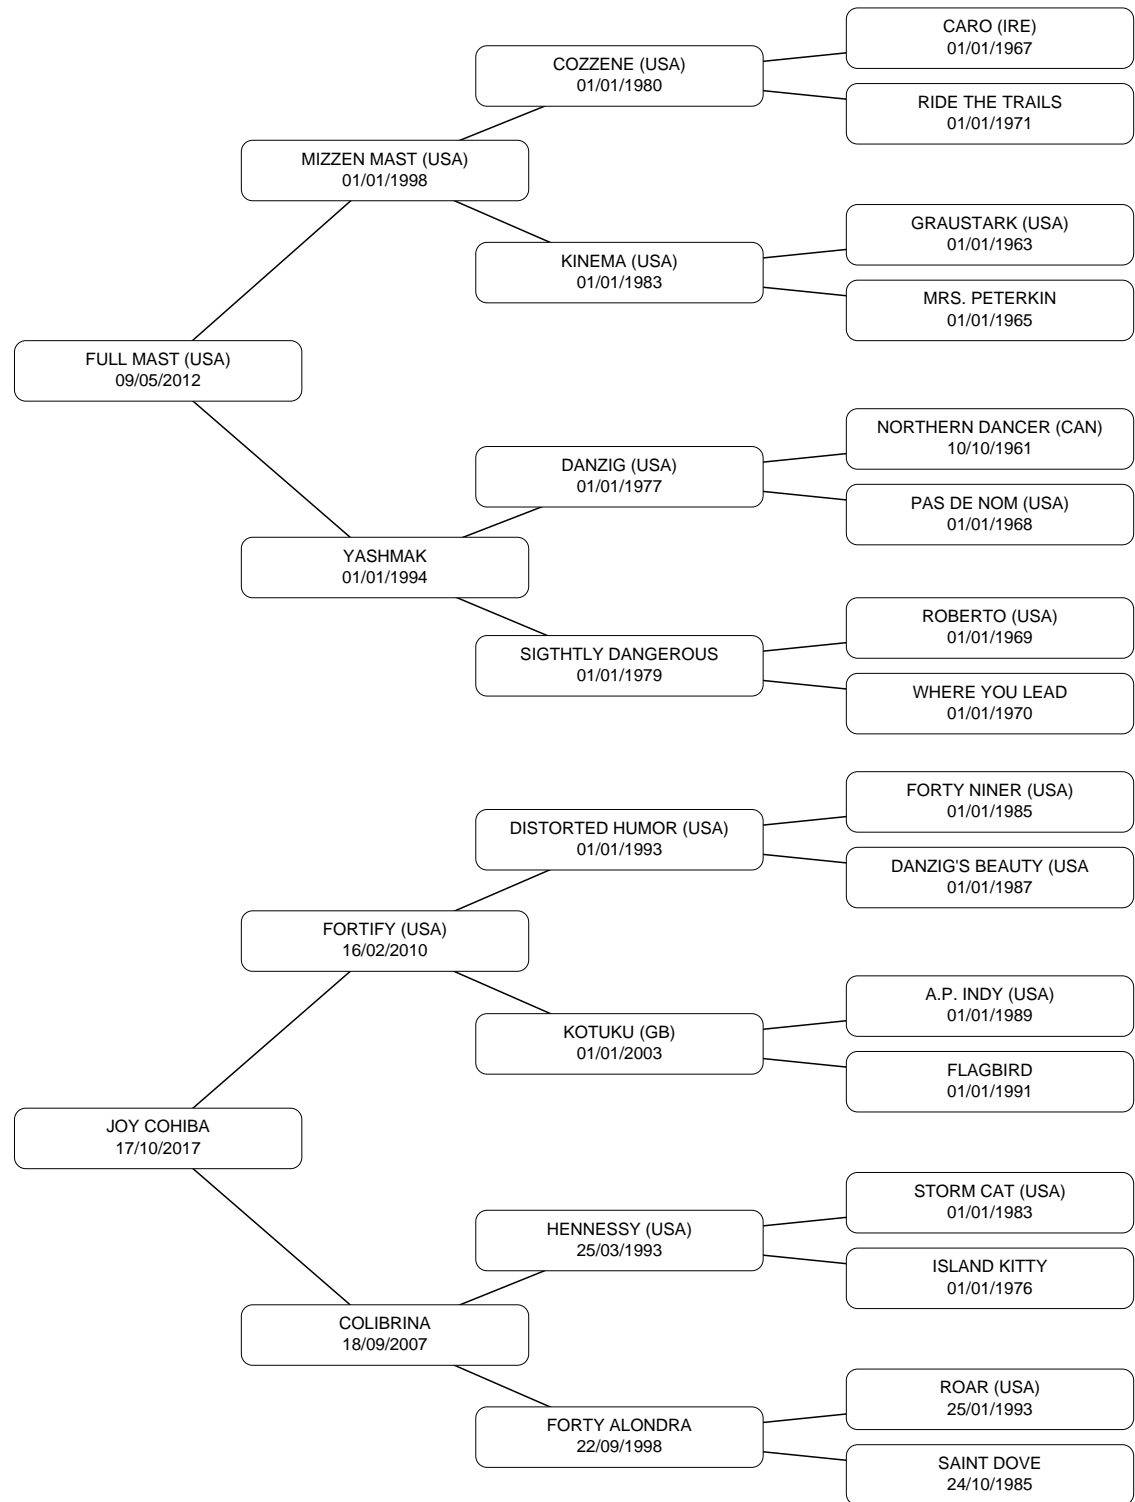 CARO (IRE)
01/01/1967
COZZENE (USA)
01/01/1980
RIDE THE TRAILS
01/01/1971
MIZZEN MAST (USA)
01/01/1998
GRAUSTARK (USA)
01/01/1963
KINEMA (USA)
01/01/1983
MRS. PETERKIN
01/01/1965
FULL MAST (USA)
09/05/2012
NORTHERN DANCER (CAN)
10/10/1961
DANZIG (USA)
01/01/1977
PAS DE NOM (USA)
01/01/1968
YASHMAK
01/01/1994
ROBERTO (USA)
01/01/1969
SIGTHTLY DANGEROUS
01/01/1979
WHERE YOU LEAD
01/01/1970
FORTY NINER (USA)
01/01/1985
DISTORTED HUMOR (USA)
01/01/1993
DANZIG'S BEAUTY (USA
01/01/1987
FORTIFY (USA)
16/02/2010
A.P. INDY (USA)
01/01/1989
KOTUKU (GB)
01/01/2003
FLAGBIRD
01/01/1991
JOY COHIBA
17/10/2017
STORM CAT (USA)
01/01/1983
HENNESSY (USA)
25/03/1993
ISLAND KITTY
01/01/1976
COLIBRINA
18/09/2007
ROAR (USA)
25/01/1993
FORTY ALONDRA
22/09/1998
SAINT DOVE
24/10/1985